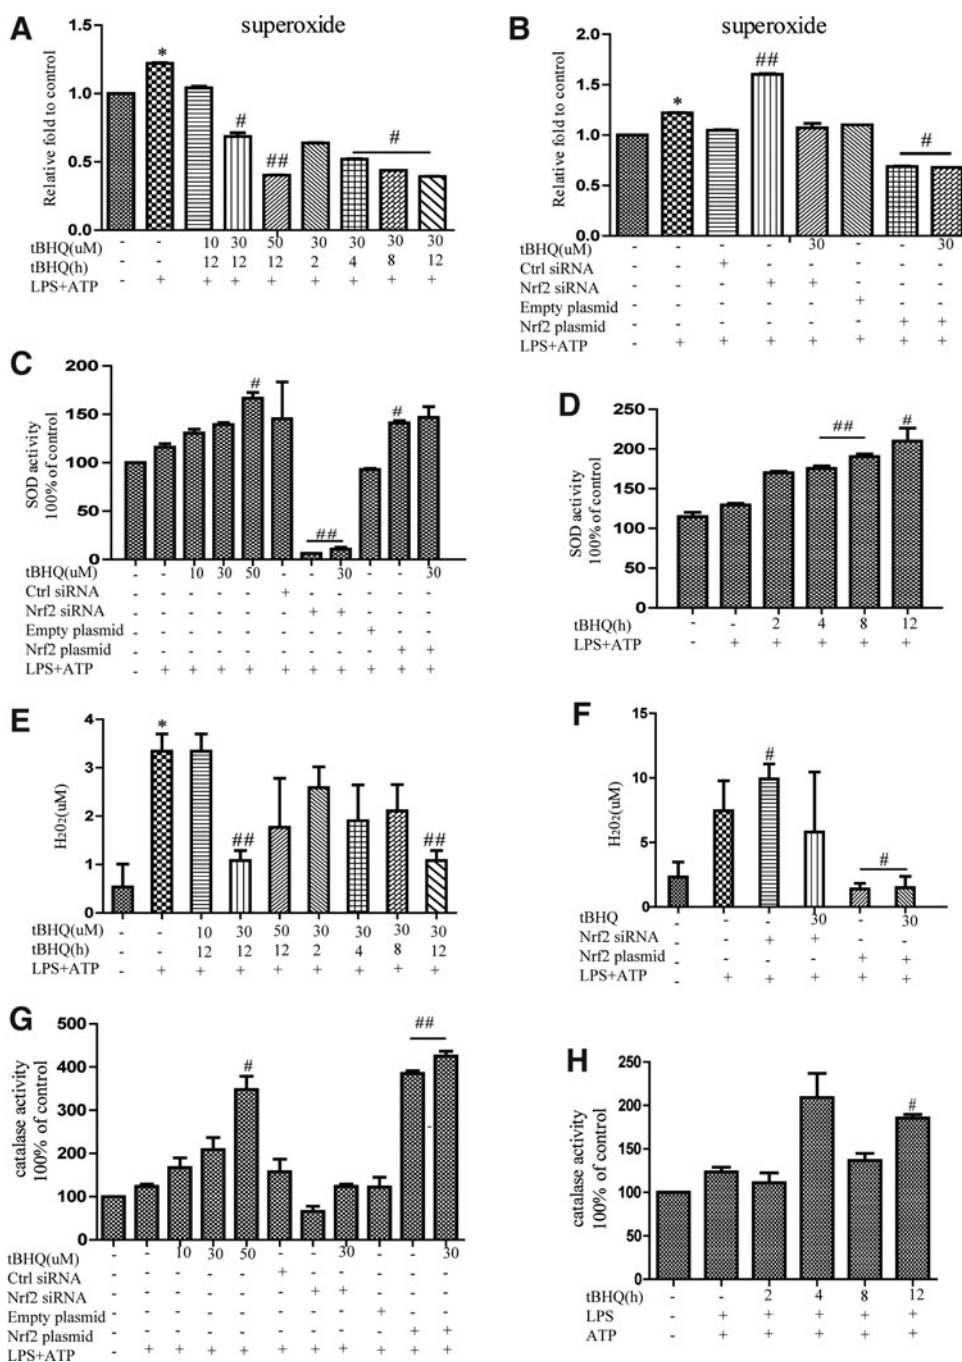 A
superoxide
Relative fold to control
1.5
1.0
0.5
0.0
*
#
##
#
tBHQ(uM) - - 10 30 50 30 30 30 30
tBHQ(h) - - 12 12 12 2 4 8 12
LPS+ATP - + + + + + + + +
B
superoxide
Relative fold to control
2.0
1.5
1.0
0.5
0.0
*
##
#
tBHQ(uM) - - - - 30 - - 30
Ctrl siRNA - - + - - - - -
Nrf2 siRNA - - - + + - - -
Empty plasmid - - - - - + - -
Nrf2 plasmid - - - - - - + +
LPS+ATP - + + + + + + +
C
SOD activity
100% of control
200
150
100
50
0
#
##
#
tBHQ(uM) - - 10 30 50 - - 30 - - 30
Ctrl siRNA - - - - - + - - - - -
Nrf2 siRNA - - - - - - + + - - -
Empty plasmid - - - - - - - - + - -
Nrf2 plasmid - - - - - - - - - + +
LPS+ATP - + + + + + + + + + +
D
SOD activity
100% of control
250
200
150
100
50
0
##
#
tBHQ(h) - - 2 4 8 12
LPS+ATP - + + + + +
E
H2O2(uM)
4
3
2
1
0
*
##
##
tBHQ(uM) - - 10 30 50 30 30 30 30
tBHQ(h) - - 12 12 12 2 4 8 12
LPS+ATP - + + + + + + + +
F
H2O2(uM)
15
10
5
0
#
#
tBHQ - - - 30 - 30
Nrf2 siRNA - - + + - -
Nrf2 plasmid - - - - + +
LPS+ATP - + + + + +
G
catalase activity
100% of control
500
400
300
200
100
0
#
##
-
tBHQ(uM) - - 10 30 50 - - 30 - - 30
Ctrl siRNA - - - - - + - - - - -
Nrf2 siRNA - - - - - - + + - - -
Empty plasmid - - - - - - - - + - -
Nrf2 plasmid - - - - - - - - - + +
LPS+ATP - + + + + + + + + + +
H
catalase activity
100% of control
250
200
150
100
50
0
#
tBHQ(h) - - 2 4 8 12
LPS - + + + + +
ATP - + + + + +